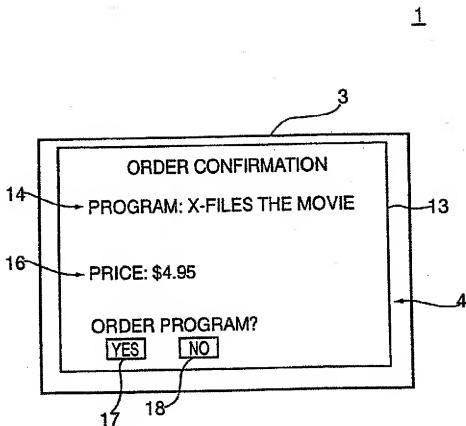 1
3
ORDER CONFIRMATION
14 PROGRAM: X-FILES THE MOVIE 13
16 PRICE: $4.95
4
ORDER PROGRAM?
YES NO
17 18